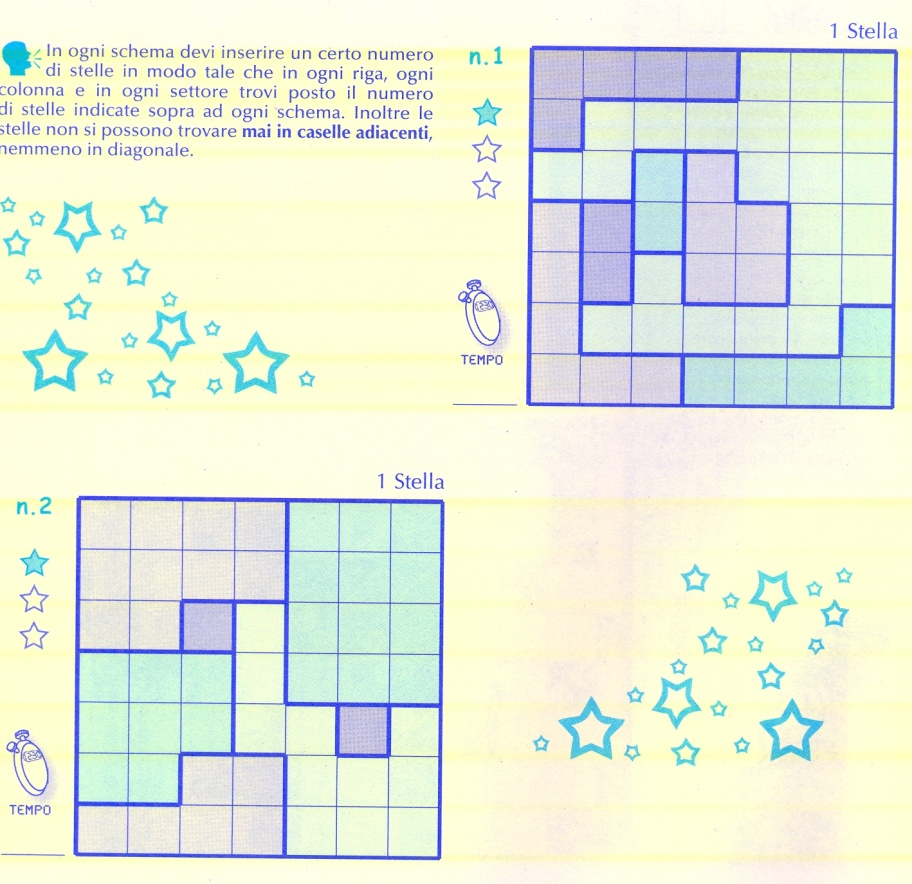 In ogni schema devi inserire un certo numero
di stelle in modo tale che in ogni riga, ogni
colonna e in ogni settore trovi posto il numero
di stelle indicate sopra ad ogni schema. Inoltre le
stelle non si possono trovare mai in caselle adiacenti,
nemmeno in diagonale.
1 Stella
n.1
TEMPO
1 Stella
n.2
TEMPO